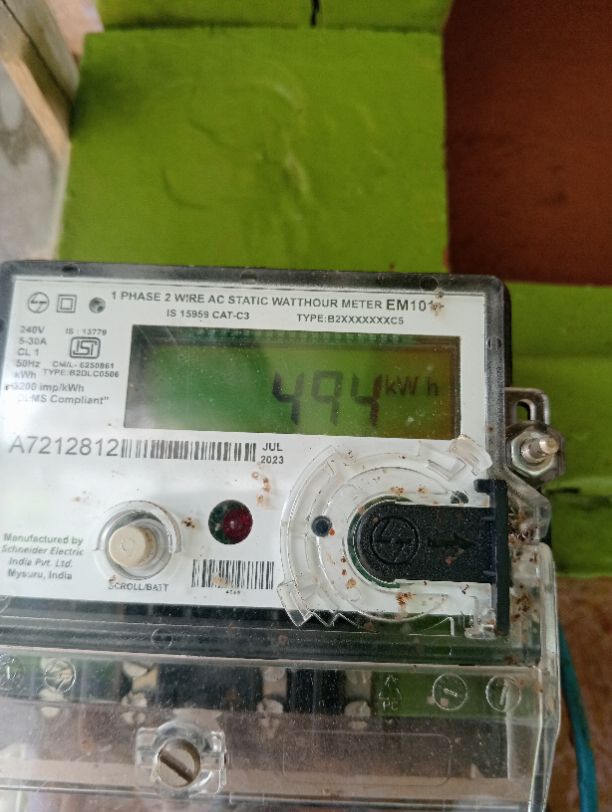 1 PHASE 2 WIRE AC STATIC WATTHOUR METER EM101+
IS 15959 CAT-C3 TYPE:B2XXXXXXXC5
240V IS : 13779
5-30A
CL 1
50Hz CM/L- 6250861
kWh TYPE:B2DLC0506
3200 imp/kWh
Compliant"
494 kWh
A7212812
JUL
2023
Manufactured by
Schneider Electric
India Pvt. Ltd.
Mysuru, India
SCROLL/BATT
PC